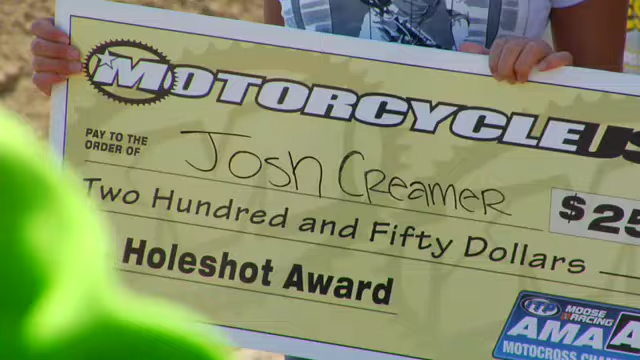 MOTORCYCLEUS
PAY TO THE
ORDER OF
Josh Creamer
Two Hundred and Fifty Dollars
$25
Holeshot Award
MOOSE
RACING
AMA
MOTOCROSS CHA